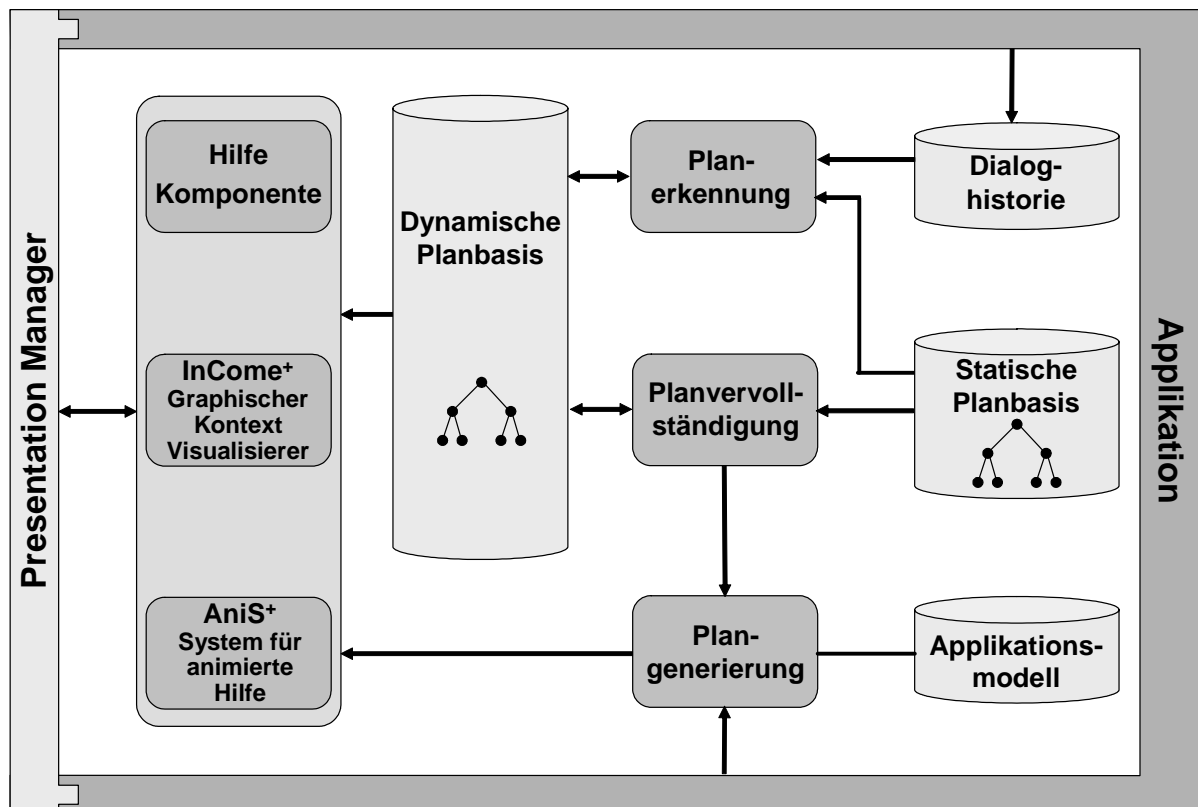 Presentation Manager
Hilfe
Komponente
InCome+
Graphischer
Kontext
Visualisierer
AniS+
System für
animierte
Hilfe
Dynamische
Planbasis
Plan-
erkennung
Planvervoll-
ständigung
Plan-
generierung
Dialog-
historie
Statische
Planbasis
Applikations-
modell
Applikation